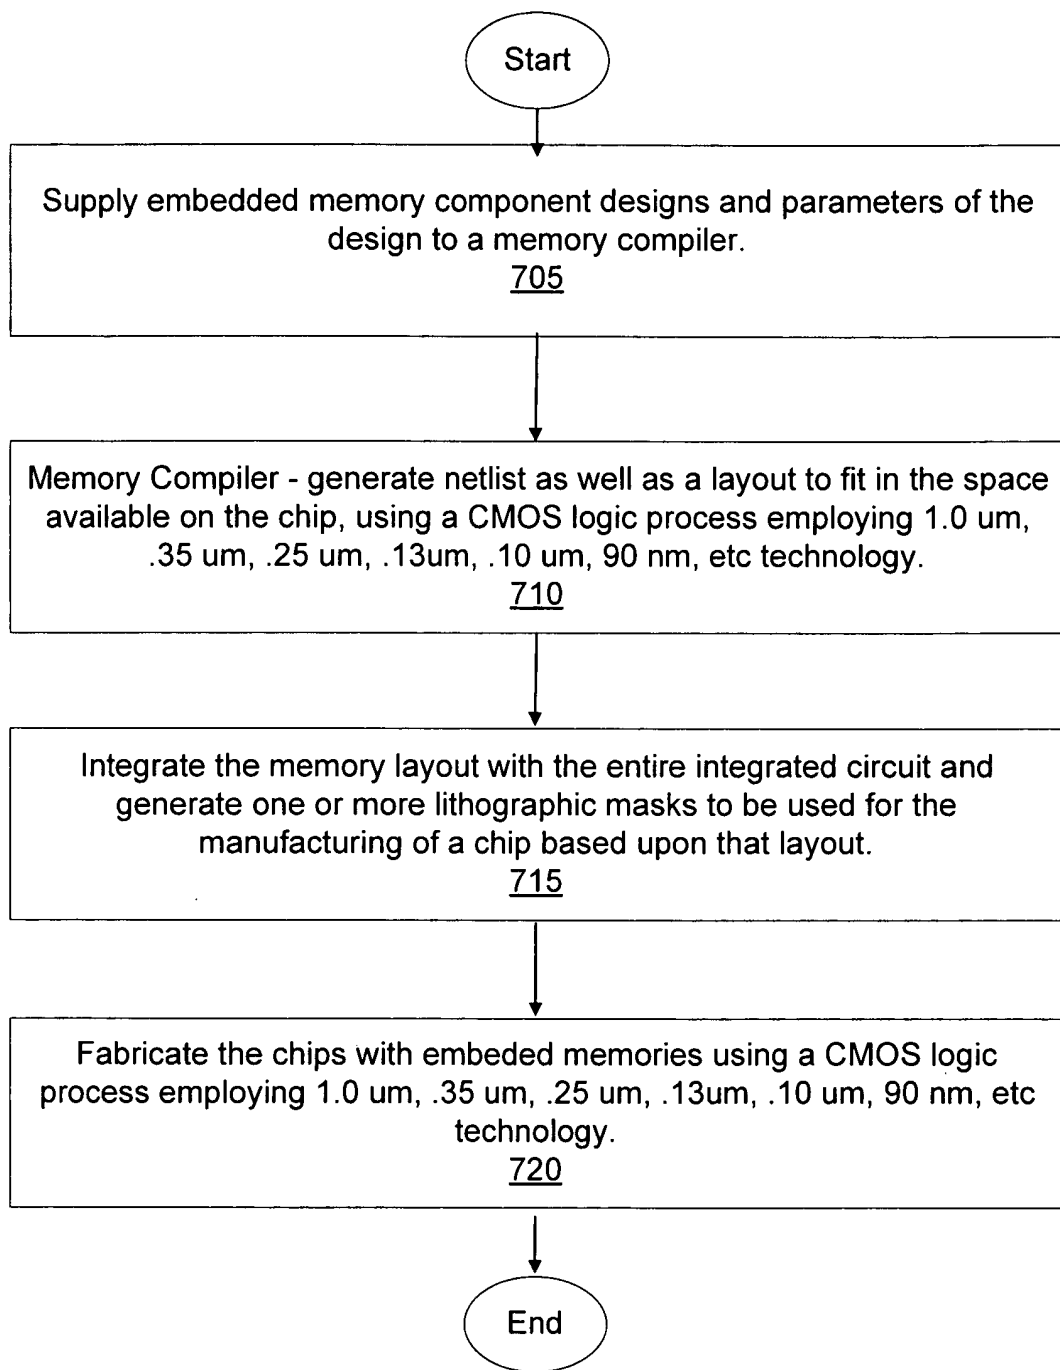 Start
Supply embedded memory component designs and parameters of the
design to a memory compiler.
705
Memory Compiler - generate netlist as well as a layout to fit in the space
available on the chip, using a CMOS logic process employing 1.0 um,
.35 um, .25 um, .13um, .10 um, 90 nm, etc technology.
710
Integrate the memory layout with the entire integrated circuit and
generate one or more lithographic masks to be used for the
manufacturing of a chip based upon that layout.
715
Fabricate the chips with embeded memories using a CMOS logic
process employing 1.0 um, .35 um, .25 um, .13um, .10 um, 90 nm, etc
technology.
720
End